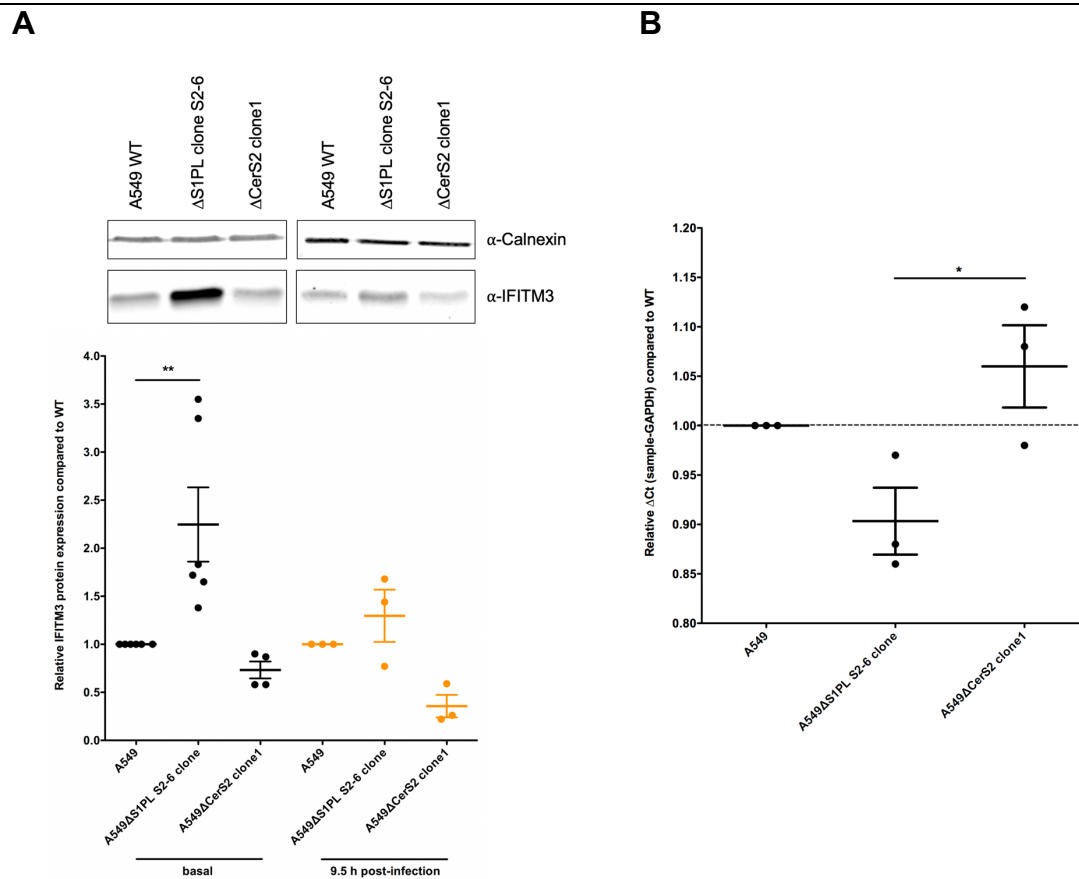 A
B
A549 WT
ΔS1PL clone S2-6
ΔCerS2 clone1
A549 WT
ΔS1PL clone S2-6
ΔCerS2 clone1
α-Calnexin
α-IFITM3
Relative IFITM3 protein expression compared to WT
4.0
3.5
3.0
2.5
2.0
1.5
1.0
0.5
0.0
**
A549
A549ΔS1PL S2-6 clone
A549ΔCerS2 clone1
A549
A549ΔS1PL S2-6 clone
A549ΔCerS2 clone1
basal
9.5 h post-infection
Relative ΔCt (sample-GAPDH) compared to WT
1.20
1.15
1.10
1.05
1.00
0.95
0.90
0.85
0.80
*
A549
A549ΔS1PL S2-6 clone
A549ΔCerS2 clone1